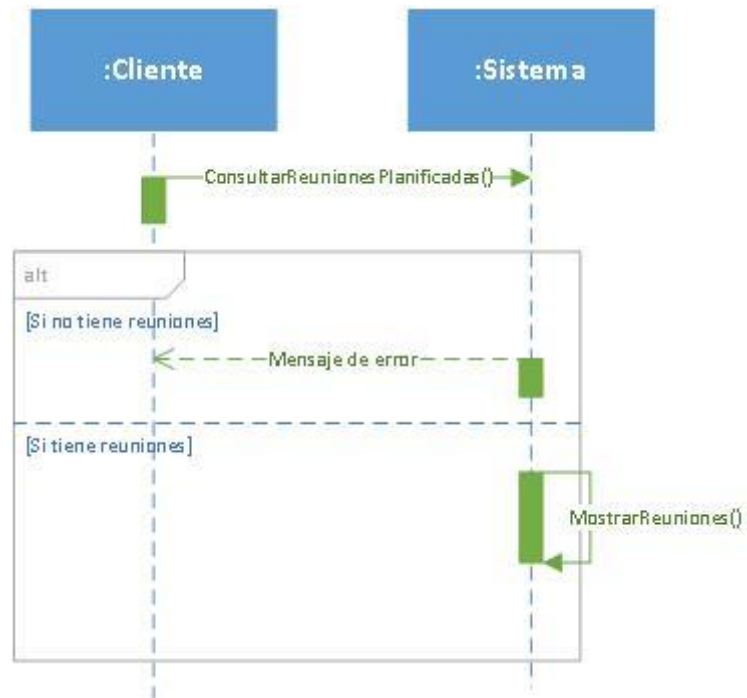 :Cliente
:Sistema
ConsultarReunionesPlanificadas()
alt
[Si no tiene reuniones]
Mensaje de error
[Si tiene reuniones]
MostrarReuniones()